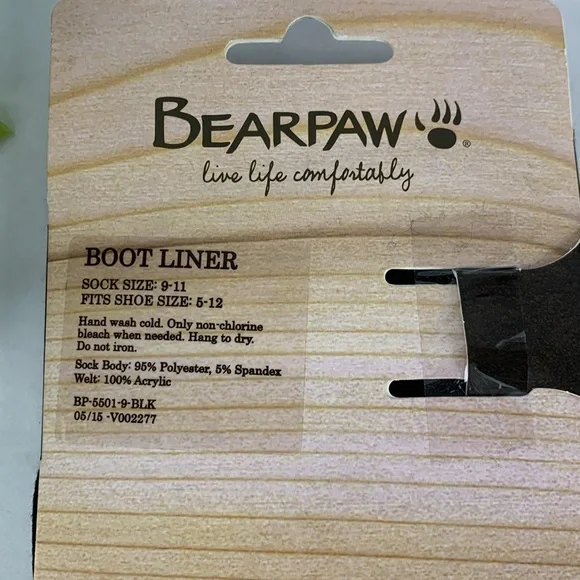 BEARPAW®
live life comfortably
BOOT LINER
SOCK SIZE: 9-11
FITS SHOE SIZE: 5-12
Hand wash cold. Only non-chlorine
bleach when needed. Hang to dry.
Do not iron.
Sock Body: 95% Polyester, 5% Spandex
Welt: 100% Acrylic
BP-5501-9-BLK
05/15 -V002277